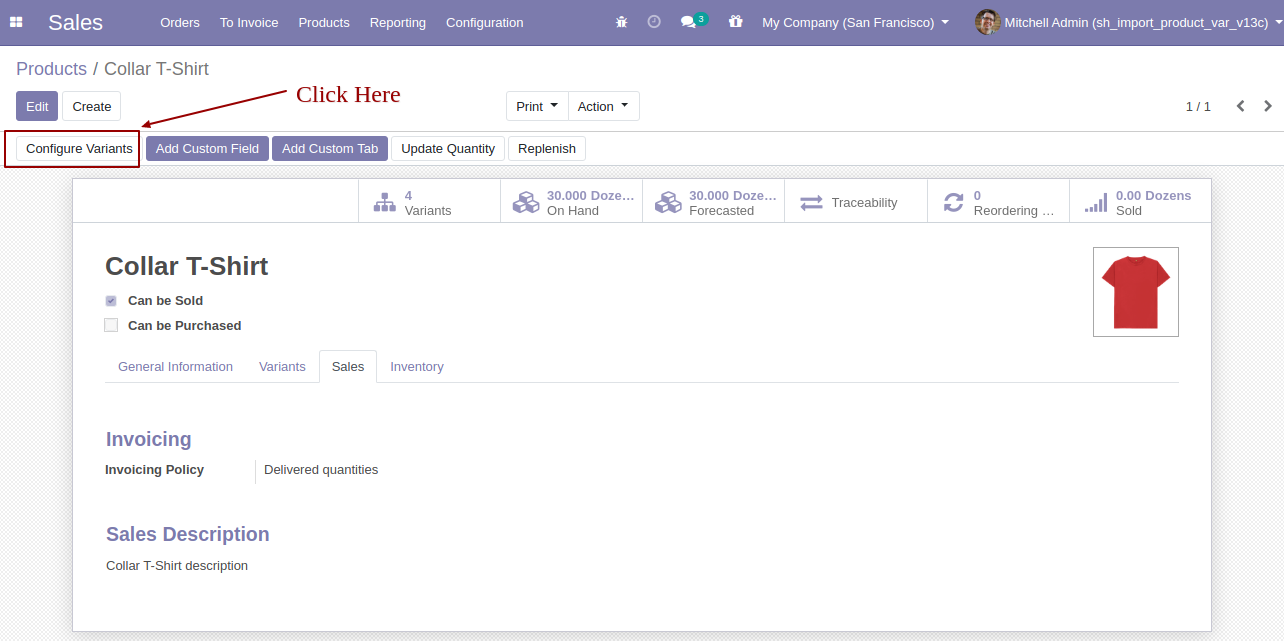 Sales Orders To Invoice Products Reporting Configuration 3 My Company (San Francisco) Mitchell Admin (sh_import_product_var_v13c)
Products / Collar T-Shirt
Click Here
Edit Create Print Action 1 / 1
Configure Variants Add Custom Field Add Custom Tab Update Quantity Replenish
4 30.000 Doze... 30.000 Doze... 0 0.00 Dozens
Variants On Hand Forecasted Traceability Reordering ... Sold
Collar T-Shirt
Can be Sold
Can be Purchased
General Information Variants Sales Inventory
Invoicing
Invoicing Policy Delivered quantities
Sales Description
Collar T-Shirt description